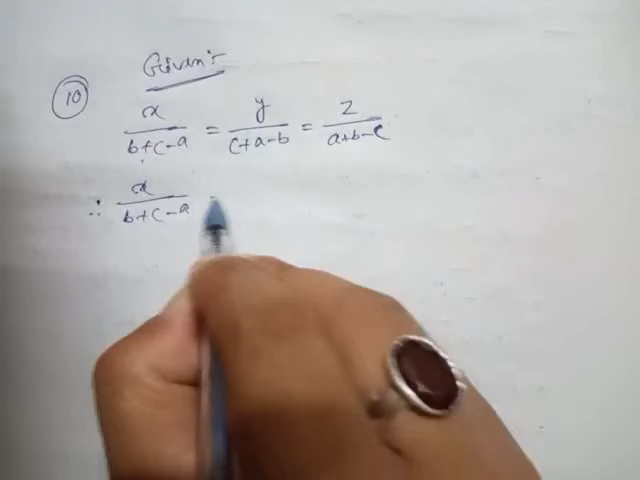 Given :-
10
x/(b+c-a) = y/(c+a-b) = z/(a+b-c)
∴ x/(b+c-a)